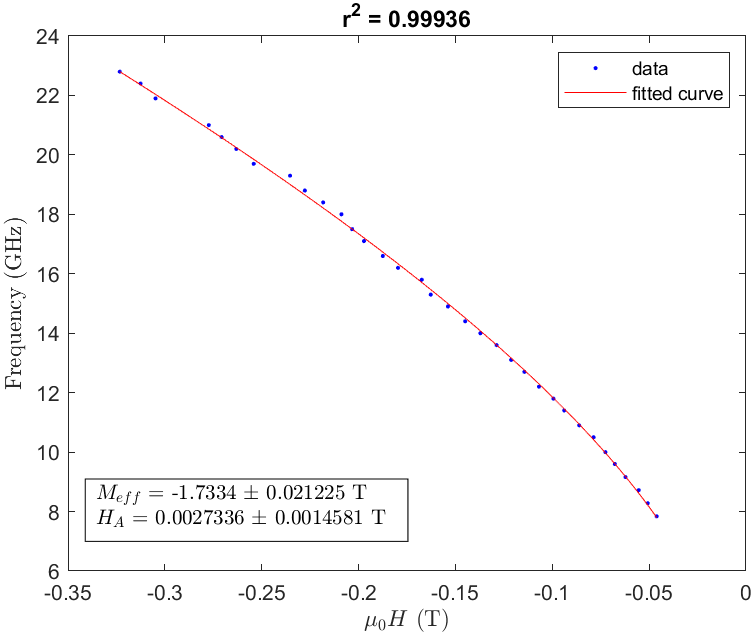 r² = 0.99936
24
22
20
18
16
14
12
10
8
6
Frequency (GHz)
data
fitted curve
M_eff = -1.7334 ± 0.021225 T
H_A = 0.0027336 ± 0.0014581 T
-0.35 -0.3 -0.25 -0.2 -0.15 -0.1 -0.05 0
μ₀H (T)